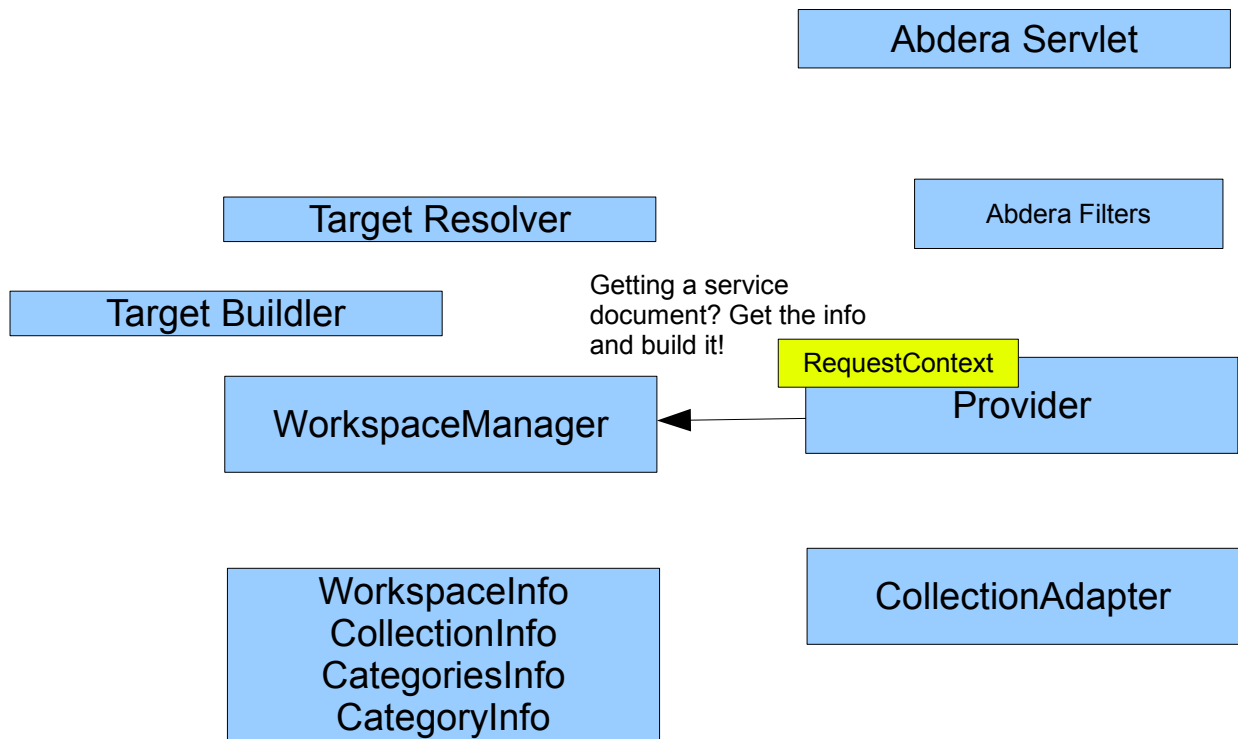 Abdera Servlet
Abdera Filters
Target Resolver
Target Buildler
Getting a service
document? Get the info
and build it!
RequestContext
Provider
WorkspaceManager
CollectionAdapter
WorkspaceInfo
CollectionInfo
CategoriesInfo
CategoryInfo